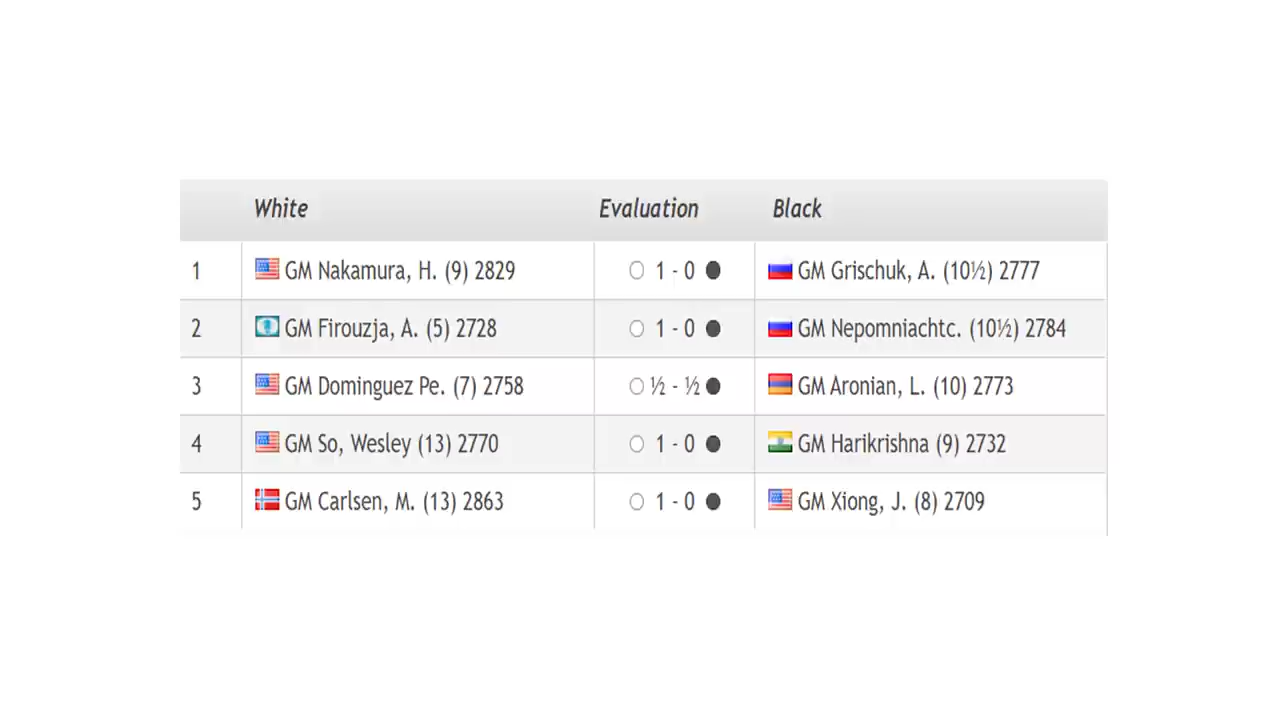 White Evaluation Black
1 GM Nakamura, H. (9) 2829 1 - 0 GM Grischuk, A. (10½) 2777
2 GM Firouzja, A. (5) 2728 1 - 0 GM Nepomniachtc. (10½) 2784
3 GM Dominguez Pe. (7) 2758 ½ - ½ GM Aronian, L. (10) 2773
4 GM So, Wesley (13) 2770 1 - 0 GM Harikrishna (9) 2732
5 GM Carlsen, M. (13) 2863 1 - 0 GM Xiong, J. (8) 2709